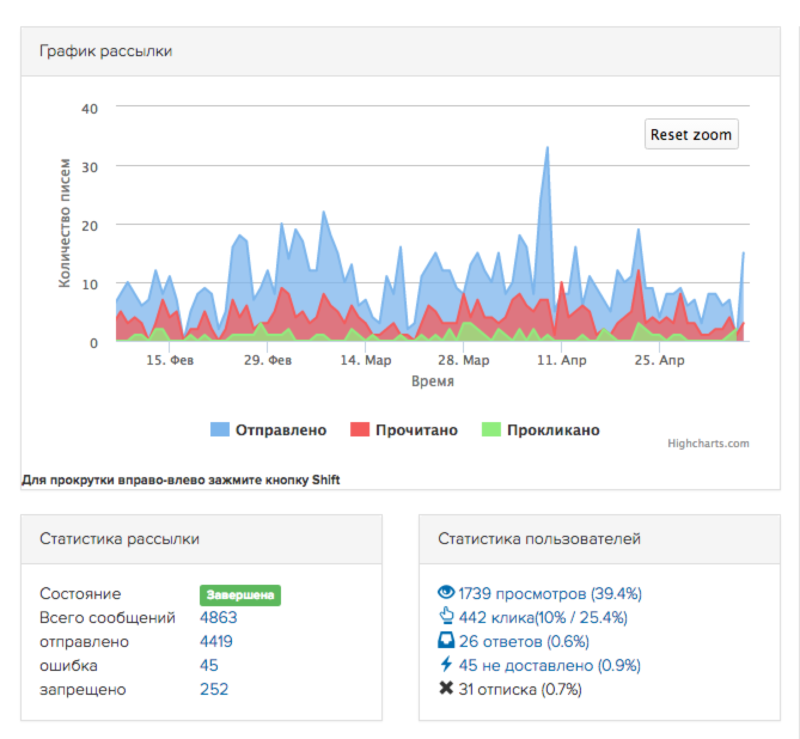 График рассылки
40
30
20
10
0
Количество писем
Reset zoom
15. Фев
29. Фев
14. Мар
28. Мар
11. Апр
25. Апр
Время
Отправлено
Прочитано
Прокликано
Highcharts.com
Для прокрутки вправо-влево зажмите кнопку Shift
Статистика рассылки
Состояние Завершена
Всего сообщений 4863
отправлено 4419
ошибка 45
запрещено 252
Статистика пользователей
1739 просмотров (39.4%)
442 клика(10% / 25.4%)
26 ответов (0.6%)
45 не доставлено (0.9%)
31 отписка (0.7%)